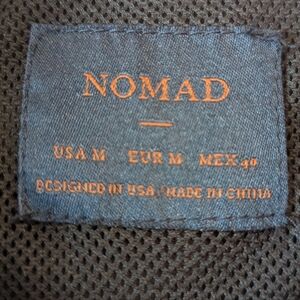 NOMAD
USA M EUR M MEX 40
DESIGNED IN USA / MADE IN CHINA